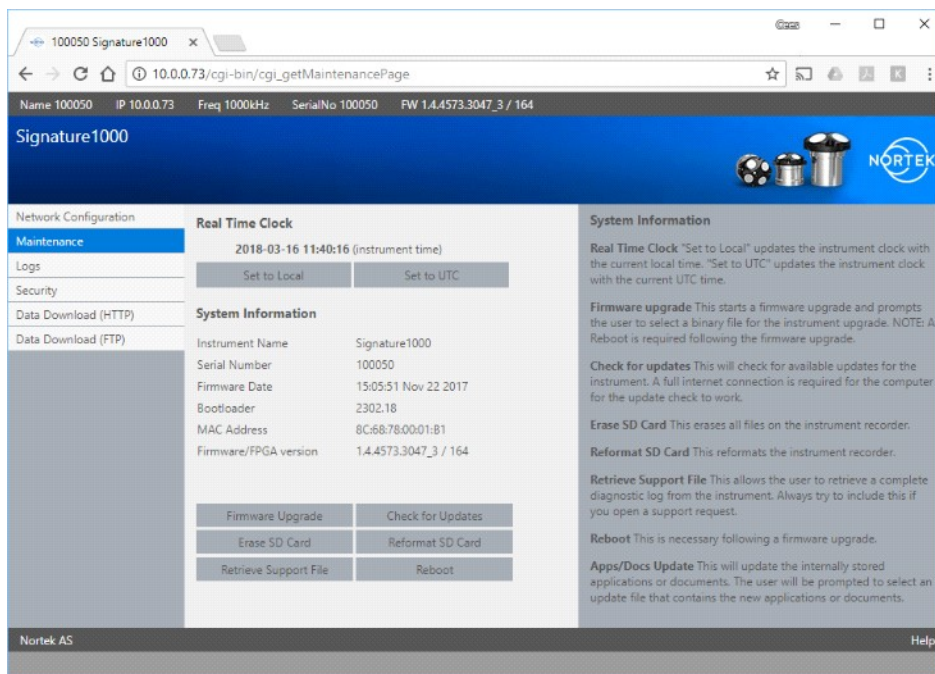 100050 Signature1000
10.0.0.73/cgi-bin/cgi_getMaintenancePage
Name 100050 IP 10.0.0.73 Freq 1000kHz SerialNo 100050 FW 1.4.4573.3047_3 / 164
Signature1000
NORTEK
Network Configuration
Maintenance
Logs
Security
Data Download (HTTP)
Data Download (FTP)
Real Time Clock
2018-03-16 11:40:16 (instrument time)
Set to Local Set to UTC
System Information
Instrument Name Signature1000
Serial Number 100050
Firmware Date 15:05:51 Nov 22 2017
Bootloader 2302.18
MAC Address 8C:68:78:00:01:B1
Firmware/FPGA version 1.4.4573.3047_3 / 164
Firmware Upgrade Check for Updates
Erase SD Card Reformat SD Card
Retrieve Support File Reboot
System Information
Real Time Clock "Set to Local" updates the instrument clock with
the current local time. "Set to UTC" updates the instrument clock
with the current UTC time.
Firmware upgrade This starts a firmware upgrade and prompts
the user to select a binary file for the instrument upgrade. NOTE: A
Reboot is required following the firmware upgrade.
Check for updates This will check for available updates for the
instrument. A full internet connection is required for the computer
for the update check to work.
Erase SD Card This erases all files on the instrument recorder.
Reformat SD Card This reformats the instrument recorder.
Retrieve Support File This allows the user to retrieve a complete
diagnostic log from the instrument. Always try to include this if
you open a support request.
Reboot This is necessary following a firmware upgrade.
Apps/Docs Update This will update the internally stored
applications or documents. The user will be prompted to select an
update file that contains the new applications or documents.
Nortek AS Help